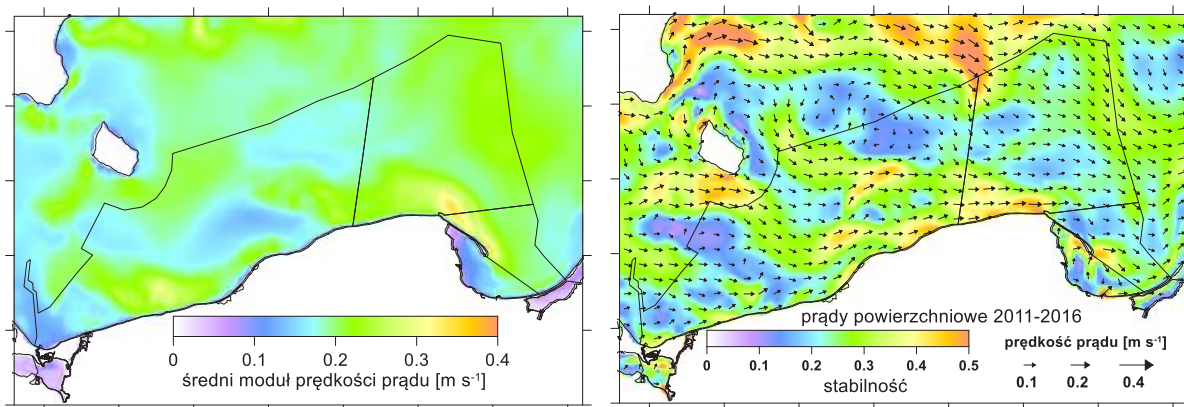 0 0.1 0.2 0.3 0.4
średni moduł prędkości prądu [m s-1]
prądy powierzchniowe 2011-2016
0 0.1 0.2 0.3 0.4 0.5
stabilność
prędkość prądu [m s-1]
0.1 0.2 0.4